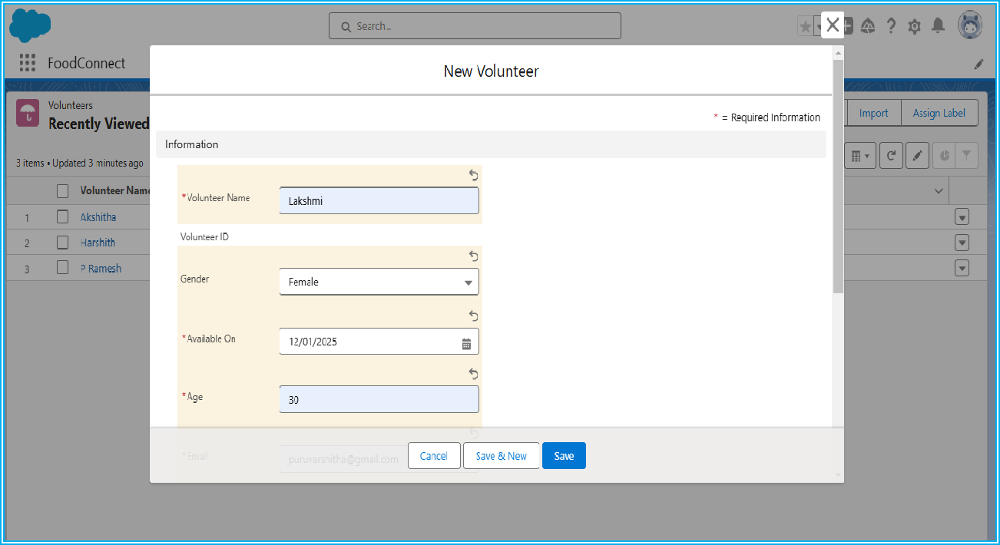 Search...
FoodConnect
New Volunteer
Volunteers
Recently Viewed
Import
Assign Label
* = Required Information
Information
3 items • Updated 3 minutes ago
Volunteer Name
*Volunteer Name
Lakshmi
1
Akshitha
Volunteer ID
2
Harshith
3
P Ramesh
Gender
Female
*Available On
12/01/2025
*Age
30
*Email
puruvarshitha@gmail.com
Cancel
Save & New
Save